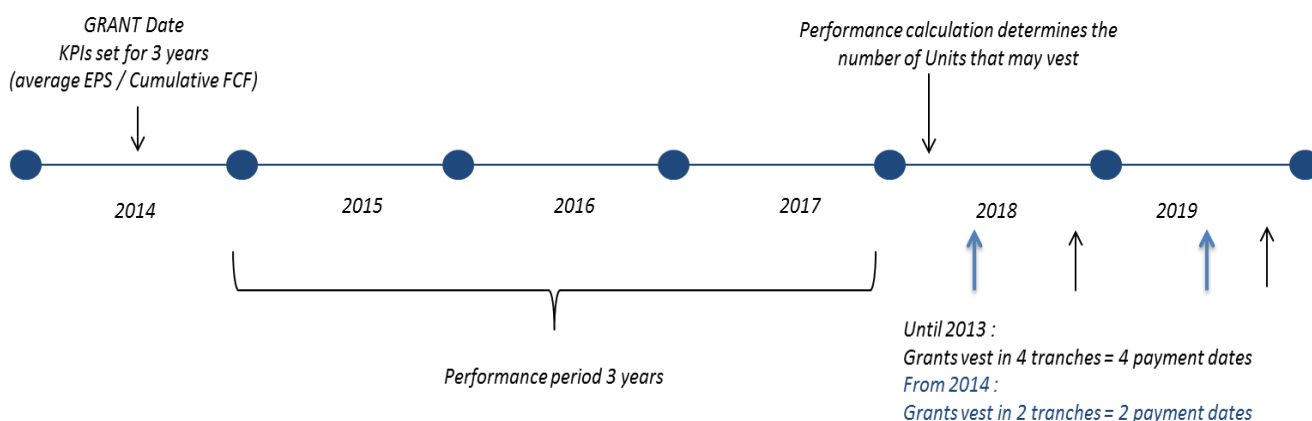 GRANT Date
KPIs set for 3 years
(average EPS / Cumulative FCF)
Performance calculation determines the
number of Units that may vest
2014
2015
2016
2017
2018
2019
Performance period 3 years
Until 2013 :
Grants vest in 4 tranches = 4 payment dates
From 2014 :
Grants vest in 2 tranches = 2 payment dates